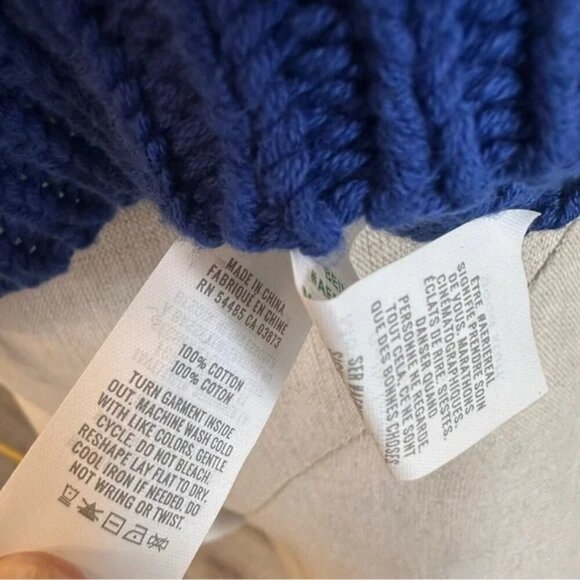 MADE IN CHINA
FABRIQUÉ EN CHINE
RN 54485 CA 03873
100% COTTON
100% COTON
TURN GARMENT INSIDE
OUT. MACHINE WASH COLD
WITH LIKE COLORS, GENTLE
CYCLE. DO NOT BLEACH.
RESHAPE, LAY FLAT TO DRY.
COOL IRON IF NEEDED. DO
NOT WRING OR TWIST.
ÊTRE. #AERIEREAL
SIGNIFIE PRENDRE SOIN
DE VOUS. MARATHONS
CINÉMATOGRAPHIQUES.
ÉCLATS DE RIRE. SIESTES.
DANSER QUAND
PERSONNE NE REGARDE.
TOUT CELA, CE NE SONT
QUE DES BONNES CHOSES
BE
#AE
SER